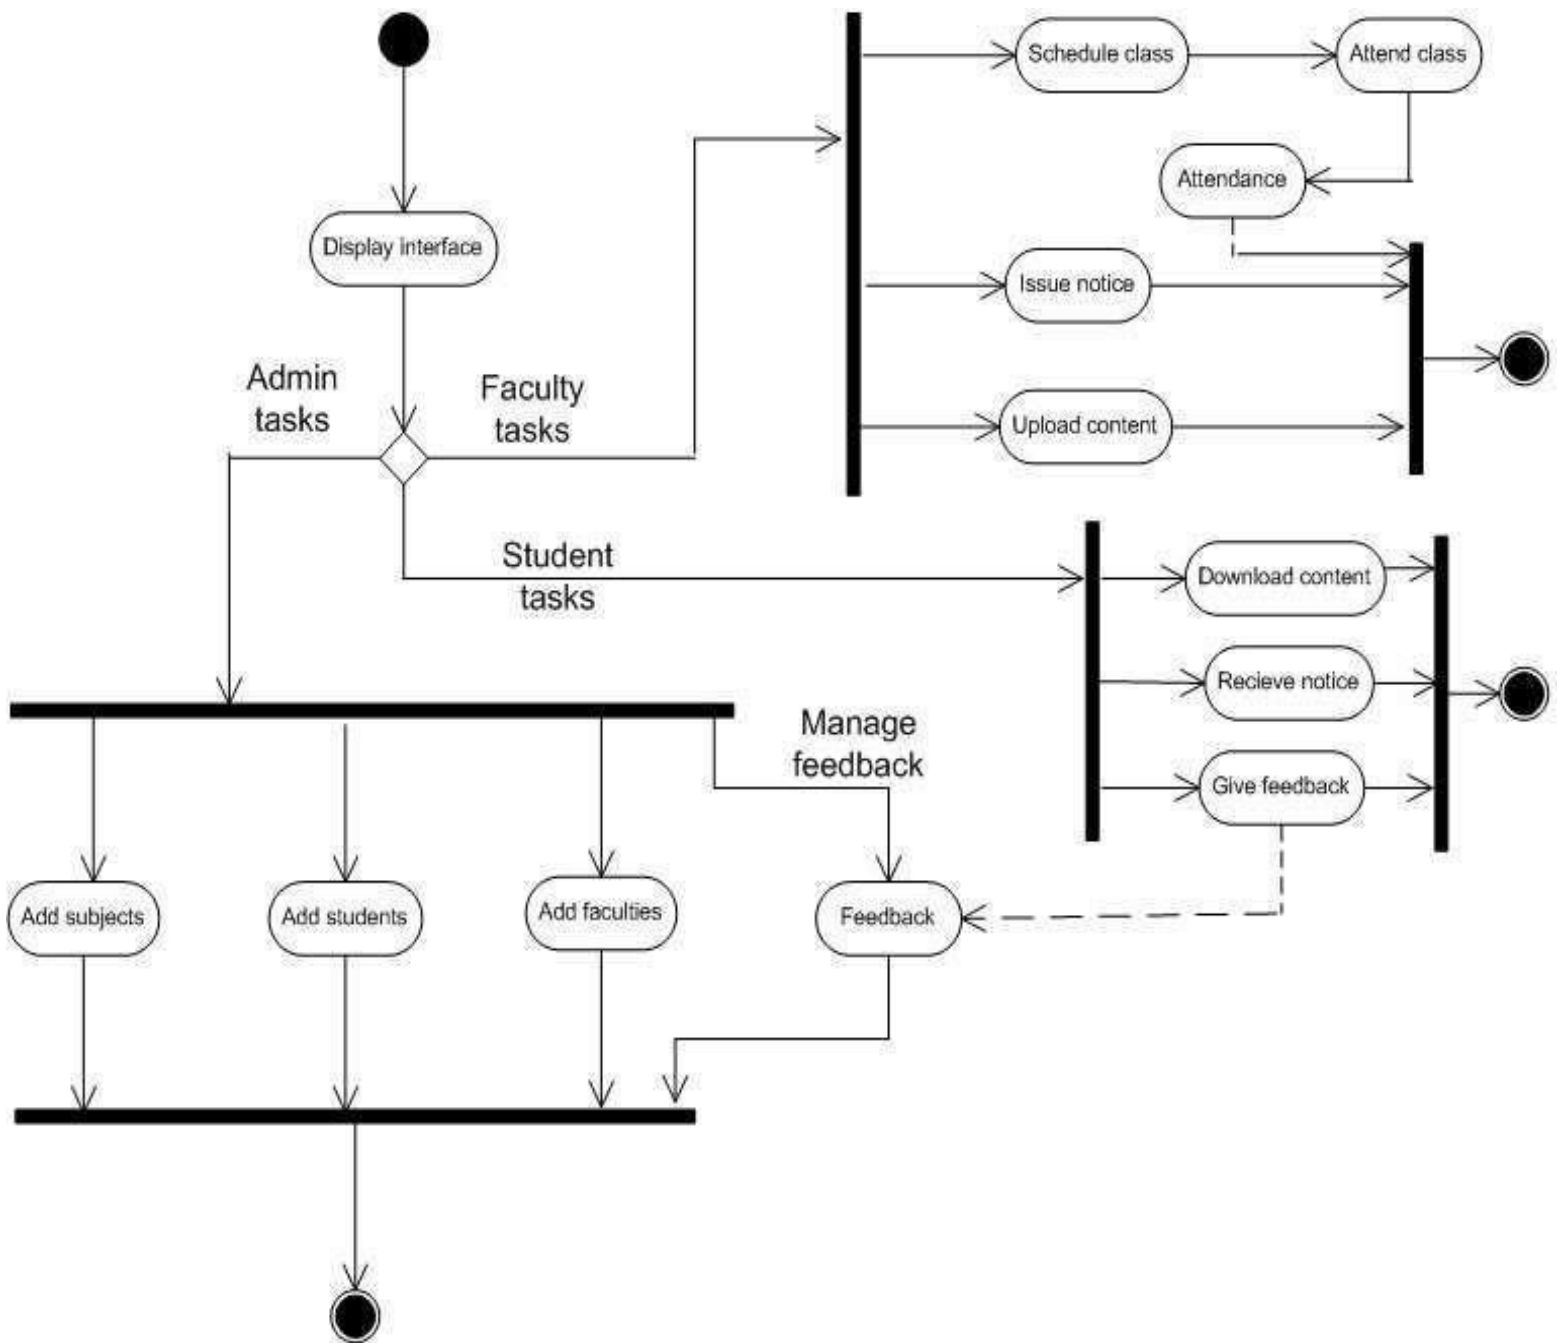 Schedule class
Attend class
Attendance
Display interface
Issue notice
Admin
tasks
Faculty
tasks
Upload content
Student
tasks
Download content
Recieve notice
Manage
feedback
Give feedback
Add subjects
Add students
Add faculties
Feedback